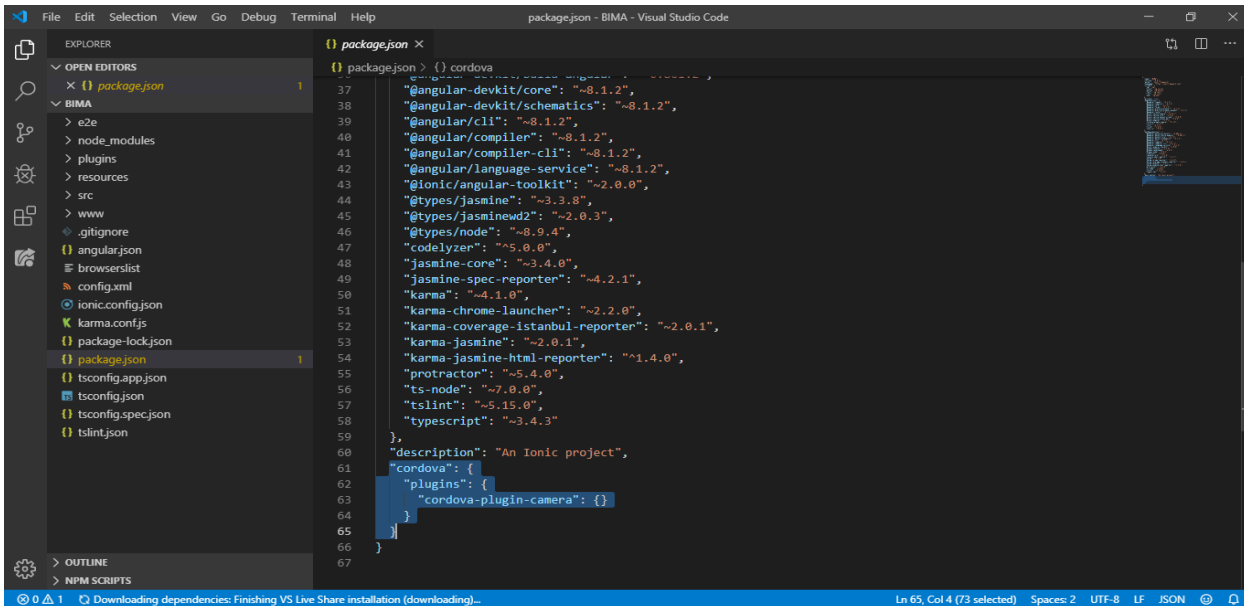 File Edit Selection View Go Debug Terminal Help
package.json - BIMA - Visual Studio Code
EXPLORER
OPEN EDITORS
{} package.json 1
BIMA
e2e
node_modules
plugins
resources
src
www
.gitignore
{} angular.json
browserslist
config.xml
ionic.config.json
karma.conf.js
{} package-lock.json
{} package.json 1
{} tsconfig.app.json
tsconfig.json
{} tsconfig.spec.json
{} tslint.json
OUTLINE
NPM SCRIPTS
{} package.json
{} package.json > {} cordova
37 "@angular-devkit/core": "~8.1.2",
38 "@angular-devkit/schematics": "~8.1.2",
39 "@angular/cli": "~8.1.2",
40 "@angular/compiler": "~8.1.2",
41 "@angular/compiler-cli": "~8.1.2",
42 "@angular/language-service": "~8.1.2",
43 "@ionic/angular-toolkit": "~2.0.0",
44 "@types/jasmine": "~3.3.8",
45 "@types/jasminewd2": "~2.0.3",
46 "@types/node": "~8.9.4",
47 "codelyzer": "^5.0.0",
48 "jasmine-core": "~3.4.0",
49 "jasmine-spec-reporter": "~4.2.1",
50 "karma": "~4.1.0",
51 "karma-chrome-launcher": "~2.2.0",
52 "karma-coverage-istanbul-reporter": "~2.0.1",
53 "karma-jasmine": "~2.0.1",
54 "karma-jasmine-html-reporter": "^1.4.0",
55 "protractor": "~5.4.0",
56 "ts-node": "~7.0.0",
57 "tslint": "~5.15.0",
58 "typescript": "~3.4.3"
59 },
60 "description": "An Ionic project",
61 "cordova": {
62 "plugins": {
63 "cordova-plugin-camera": {}
64 }
65 }
66 }
67
0 1 Downloading dependencies: Finishing VS Live Share installation (downloading)...
Ln 65, Col 4 (73 selected) Spaces: 2 UTF-8 LF JSON